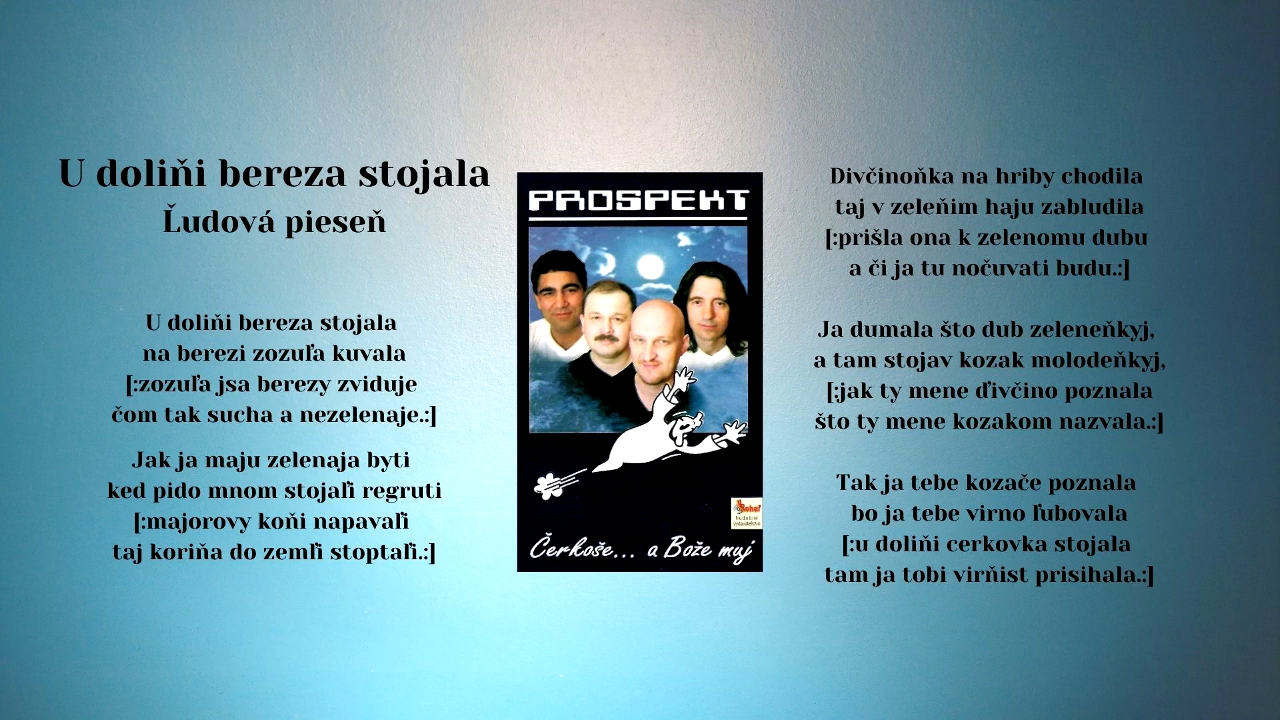 U doliňi bereza stojala
Ľudová pieseň
U doliňi bereza stojala
na berezi zozuľa kuvala
[:zozuľa jsa berezy zviduje
čom tak sucha a nezelenaje.:]
Jak ja maju zelenaja byti
ked pido mnom stojaľi regruti
[:majorovy koňi napavaľi
taj koriňa do zemľi stoptaľi.:]
PROSPEKT
Čerkoše... a Bože muj
Divčinoňka na hriby chodila
taj v zeleňim haju zabludila
[:prišla ona k zelenomu dubu
a či ja tu nočuvati budu.:]
Ja dumala što dub zeleneňkyj,
a tam stojav kozak molodeňkyj,
[:jak ty mene ďivčino poznala
što ty mene kozakom nazvala.:]
Tak ja tebe kozače poznala
bo ja tebe virno ľubovala
[:u doliňi cerkovka stojala
tam ja tobi virňist prisihala.:]